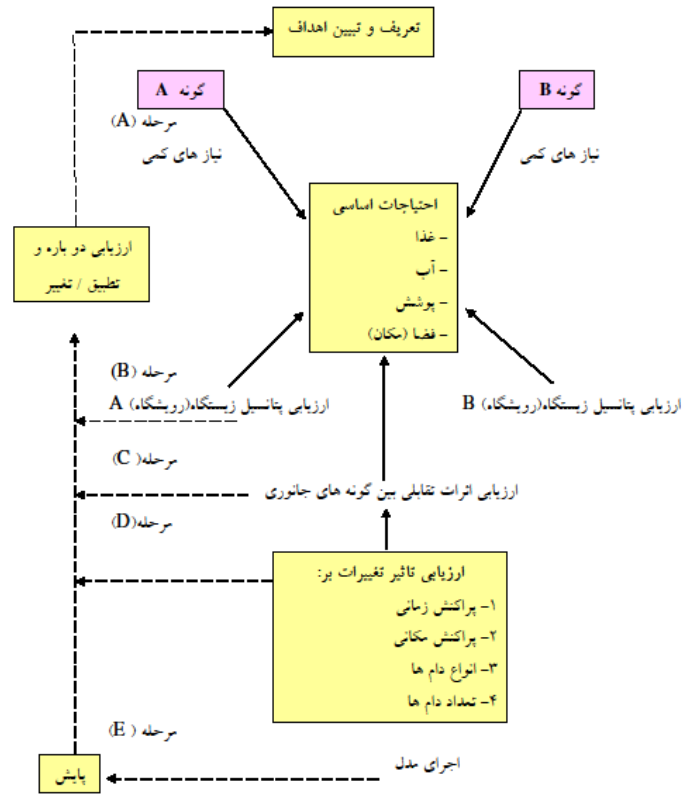 تعریف و تبیین اهداف
گونه A
گونه B
مرحله (A)
نیاز های کمی
نیاز های کمی
احتیاجات اساسی
- غذا
- آب
- پوشش
- فضا (مکان)
ارزیابی دو باره و
تطبیق / تغییر
مرحله (B)
ارزیابی پتانسیل زیستگاه(رویشگاه) A
ارزیابی پتانسیل زیستگاه(رویشگاه) B
مرحله( C)
ارزیابی اثرات تقابلی بین گونه های جانوری
مرحله(D)
ارزیابی تاثیر تغییرات بر:
۱- پراکنش زمانی
۲- پراکنش مکانی
۳- انواع دام ها
۴- تعداد دام ها
مرحله ( E)
اجرای مدل
پایش